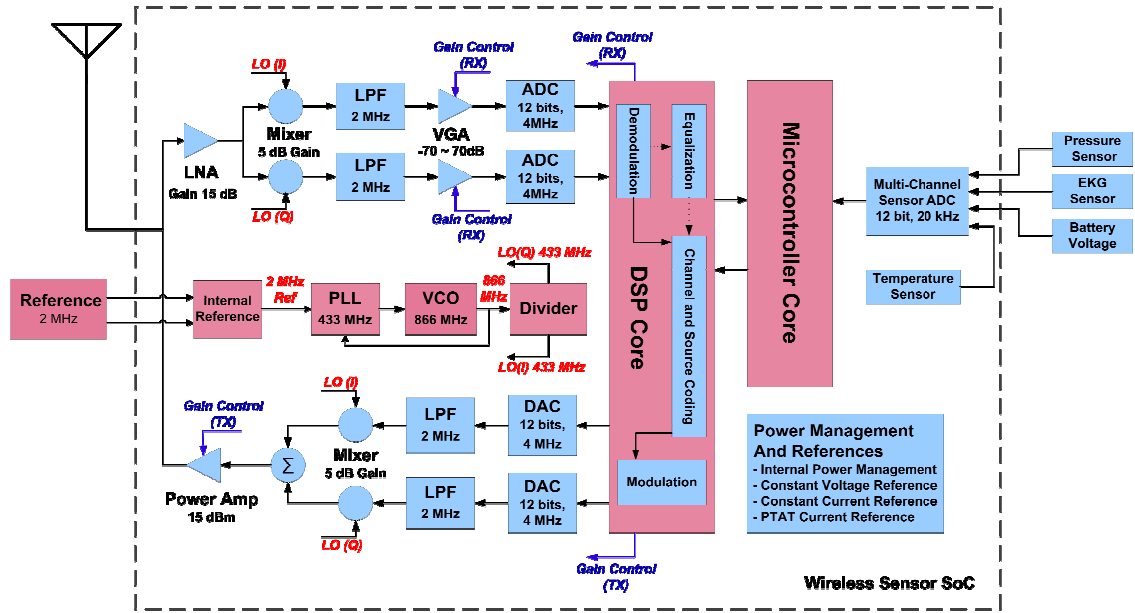 Gain Control
(RX)
Gain Control
(RX)
LO (I)
LPF
2 MHz
ADC
12 bits,
4MHz
Mixer
5 dB Gain
VGA
-70 ~ 70dB
LNA
Gain 15 dB
LPF
2 MHz
ADC
12 bits,
4MHz
LO (Q)
Gain Control
(RX)
Demodulation
Equalization
Channel and Source Coding
Modulation
DSP Core
Microcontroller Core
Multi-Channel
Sensor ADC
12 bit, 20 kHz
Pressure
Sensor
EKG
Sensor
Battery
Voltage
Temperature
Sensor
LO(Q) 433 MHz
Reference
2 MHz
Internal
Reference
2 MHz
Ref
PLL
433 MHz
VCO
866 MHz
866
MHz
Divider
LO(I) 433 MHz
LO (I)
Gain Control
(TX)
LPF
2 MHz
DAC
12 bits,
4 MHz
Mixer
5 dB Gain
Σ
Power Amp
15 dBm
LPF
2 MHz
DAC
12 bits,
4 MHz
LO (Q)
Gain Control
(TX)
Power Management
And References
- Internal Power Management
- Constant Voltage Reference
- Constant Current Reference
- PTAT Current Reference
Wireless Sensor SoC